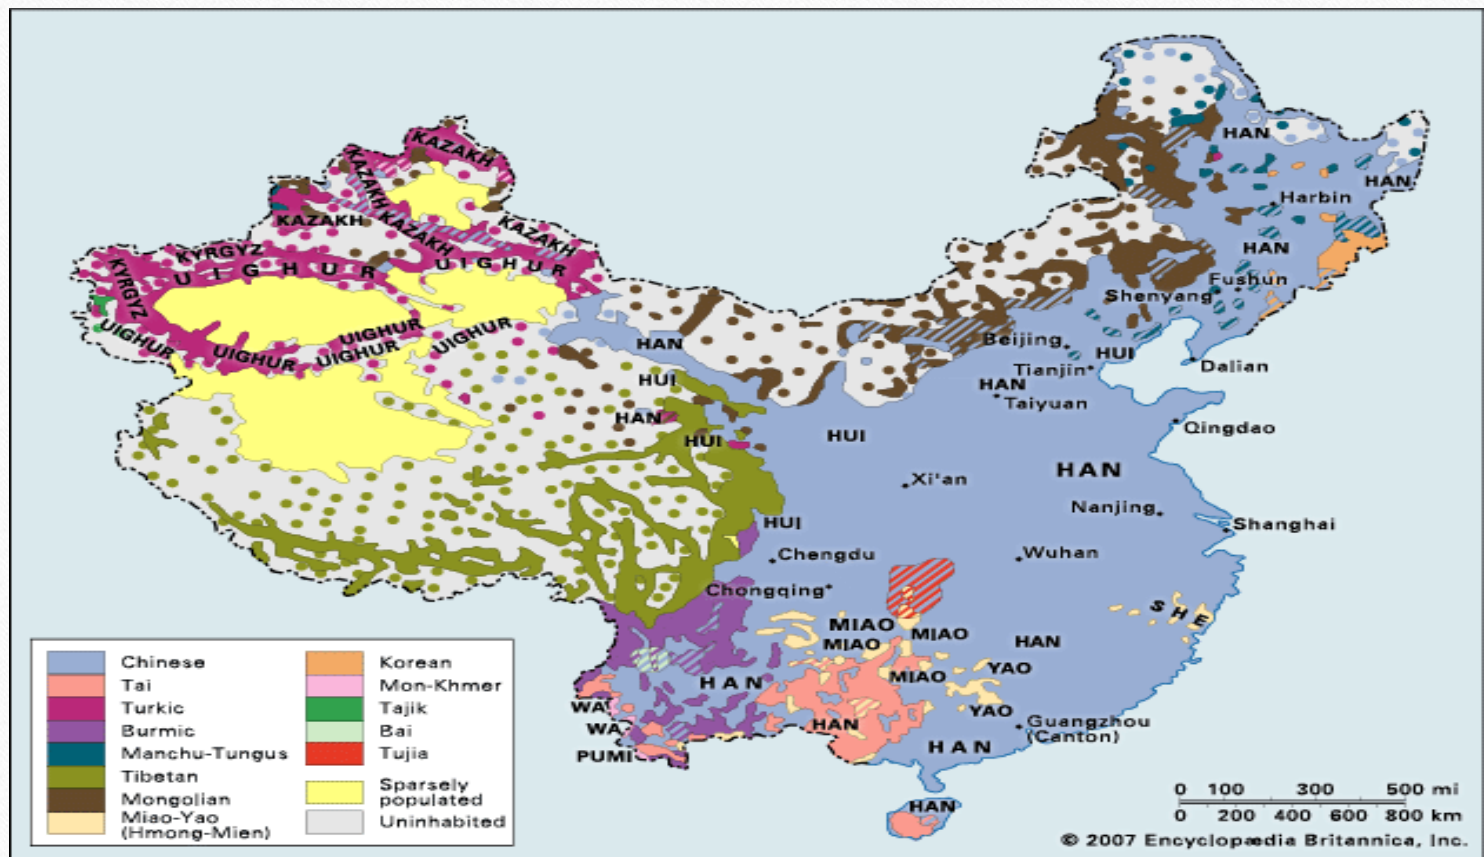 HAN
HAN
Harbin
HAN
Fushun
Shenyang
KAZAKH
KAZAKH
KAZAKH
KAZAKH
KAZAKH
KYRGYZ
UIGHUR
UIGHUR
KYRGYZ
UIGHUR
UIGHUR
UIGHUR
UIGHUR
UIGHUR
HAN
Beijing
HUI
Tianjin
Dalian
HUI
HAN
Taiyuan
HAN
HUI
HUI
Qingdao
HAN
Xi'an
Nanjing
HUI
Shanghai
Chengdu
Wuhan
Chongqing
SHE
MIAO
MIAO
MIAO
HAN
MIAO
YAO
HAN
WA
YAO
HAN
Guangzhou
(Canton)
WA
HAN
PUMI
HAN
Chinese
Tai
Turkic
Burmic
Manchu-Tungus
Tibetan
Mongolian
Miao-Yao
(Hmong-Mien)
Korean
Mon-Khmer
Tajik
Bai
Tujia
Sparsely
populated
Uninhabited
0 100 300 500 mi
0 200 400 600 800 km
© 2007 Encyclopædia Britannica, Inc.